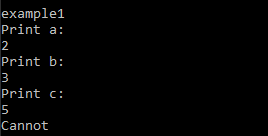 example1
Print a:
2
Print b:
3
Print c:
5
Cannot